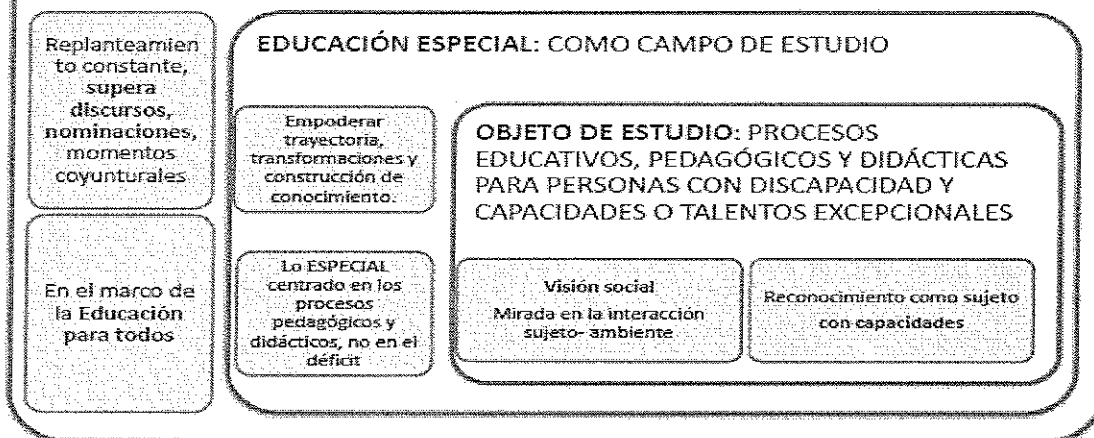 Replanteamien
to constante,
supera
discursos,
nominaciones,
momentos
coyunturales
En el marco de
la Educación
para todos
EDUCACIÓN ESPECIAL: COMO CAMPO DE ESTUDIO
Empoderar
trayectoria,
transformaciones y
construcción de
conocimiento.
Lo ESPECIAL
centrado en los
procesos
pedagógicos y
didácticos, no en el
déficit
OBJETO DE ESTUDIO: PROCESOS
EDUCATIVOS, PEDAGÓGICOS Y DIDÁCTICAS
PARA PERSONAS CON DISCAPACIDAD Y
CAPACIDADES O TALENTOS EXCEPCIONALES
Visión social
Mirada en la interacción
sujeto- ambiente
Reconocimiento como sujeto
con capacidades